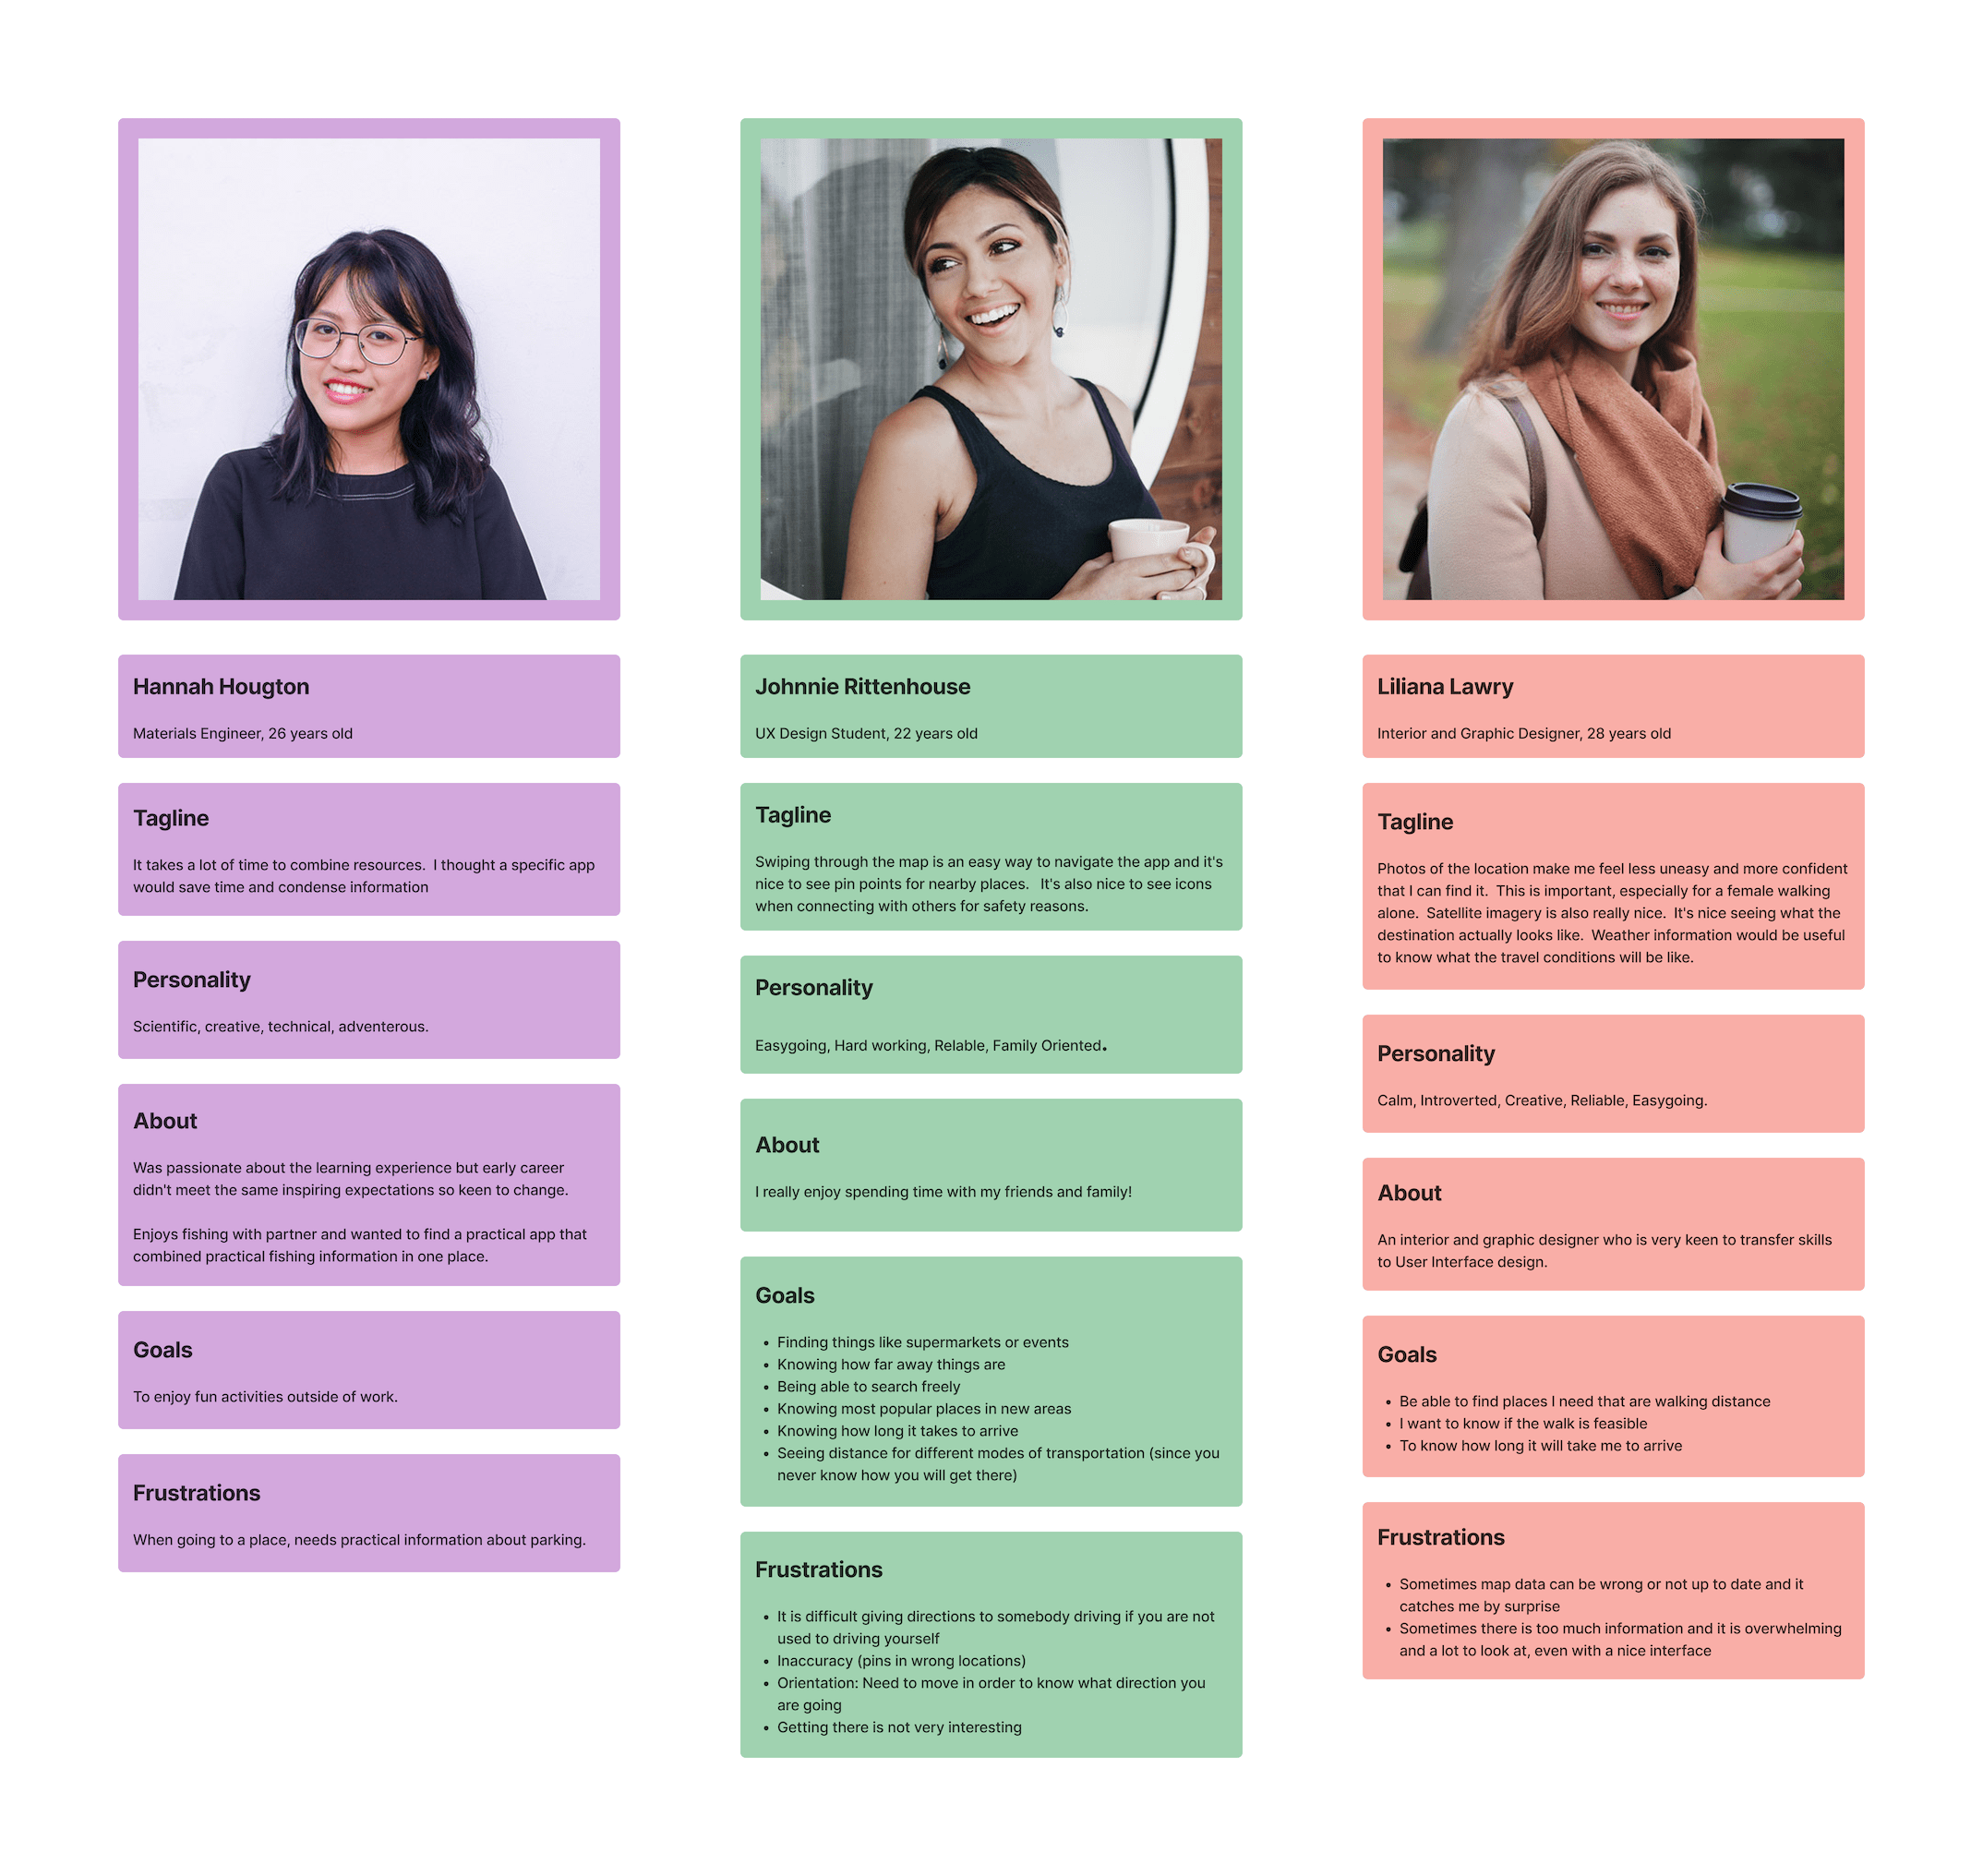 Hannah Hougton
Materials Engineer, 26 years old
Tagline
It takes a lot of time to combine resources.  I thought a specific app
would save time and condense information
Personality
Scientific, creative, technical, adventerous.
About
Was passionate about the learning experience but early career
didn't meet the same inspiring expectations so keen to change.
Enjoys fishing with partner and wanted to find a practical app that
combined practical fishing information in one place.
Goals
To enjoy fun activities outside of work.
Frustrations
When going to a place, needs practical information about parking.
Johnnie Rittenhouse
UX Design Student, 22 years old
Tagline
Swiping through the map is an easy way to navigate the app and it's
nice to see pin points for nearby places.   It's also nice to see icons
when connecting with others for safety reasons.
Personality
Easygoing, Hard working, Relable, Family Oriented.
About
I really enjoy spending time with my friends and family!
Goals
• Finding things like supermarkets or events
• Knowing how far away things are
• Being able to search freely
• Knowing most popular places in new areas
• Knowing how long it takes to arrive
• Seeing distance for different modes of transportation (since you
never know how you will get there)
Frustrations
• It is difficult giving directions to somebody driving if you are not
used to driving yourself
• Inaccuracy (pins in wrong locations)
• Orientation: Need to move in order to know what direction you
are going
• Getting there is not very interesting
Liliana Lawry
Interior and Graphic Designer, 28 years old
Tagline
Photos of the location make me feel less uneasy and more confident
that I can find it.  This is important, especially for a female walking
alone.  Satellite imagery is also really nice.  It's nice seeing what the
destination actually looks like.  Weather information would be useful
to know what the travel conditions will be like.
Personality
Calm, Introverted, Creative, Reliable, Easygoing.
About
An interior and graphic designer who is very keen to transfer skills
to User Interface design.
Goals
• Be able to find places I need that are walking distance
• I want to know if the walk is feasible
• To know how long it will take me to arrive
Frustrations
• Sometimes map data can be wrong or not up to date and it
catches me by surprise
• Sometimes there is too much information and it is overwhelming
and a lot to look at, even with a nice interface